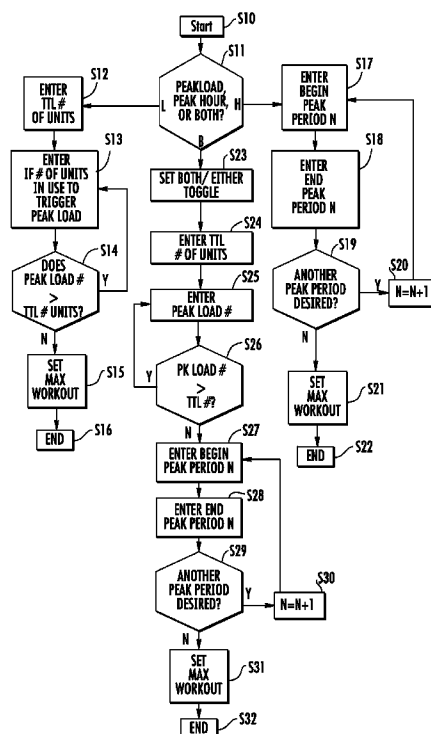 Start
S10
S11
PEAKLOAD,
PEAK HOUR,
OR BOTH?
L
H
B
S12
ENTER
TTL #
OF UNITS
S13
ENTER
IF # OF UNITS
IN USE TO
TRIGGER
PEAK LOAD
S14
DOES
PEAK LOAD #
>
TTL # UNITS?
Y
N
S15
SET
MAX
WORKOUT
END
S16
S23
SET BOTH/EITHER
TOGGLE
S24
ENTER TTL
# OF UNITS
S25
ENTER
PEAK LOAD #
S26
PK LOAD #
>
TTL #?
Y
N
S27
ENTER BEGIN
PEAK PERIOD N
S28
ENTER END
PEAK PERIOD N
S29
ANOTHER
PEAK PERIOD
DESIRED?
Y
N
S30
N=N+1
S31
SET
MAX
WORKOUT
END
S32
S17
ENTER
BEGIN
PEAK
PERIOD N
S18
ENTER
END
PEAK
PERIOD N
S19
ANOTHER
PEAK PERIOD
DESIRED?
Y
N
S20
N=N+1
S21
SET
MAX
WORKOUT
END
S22